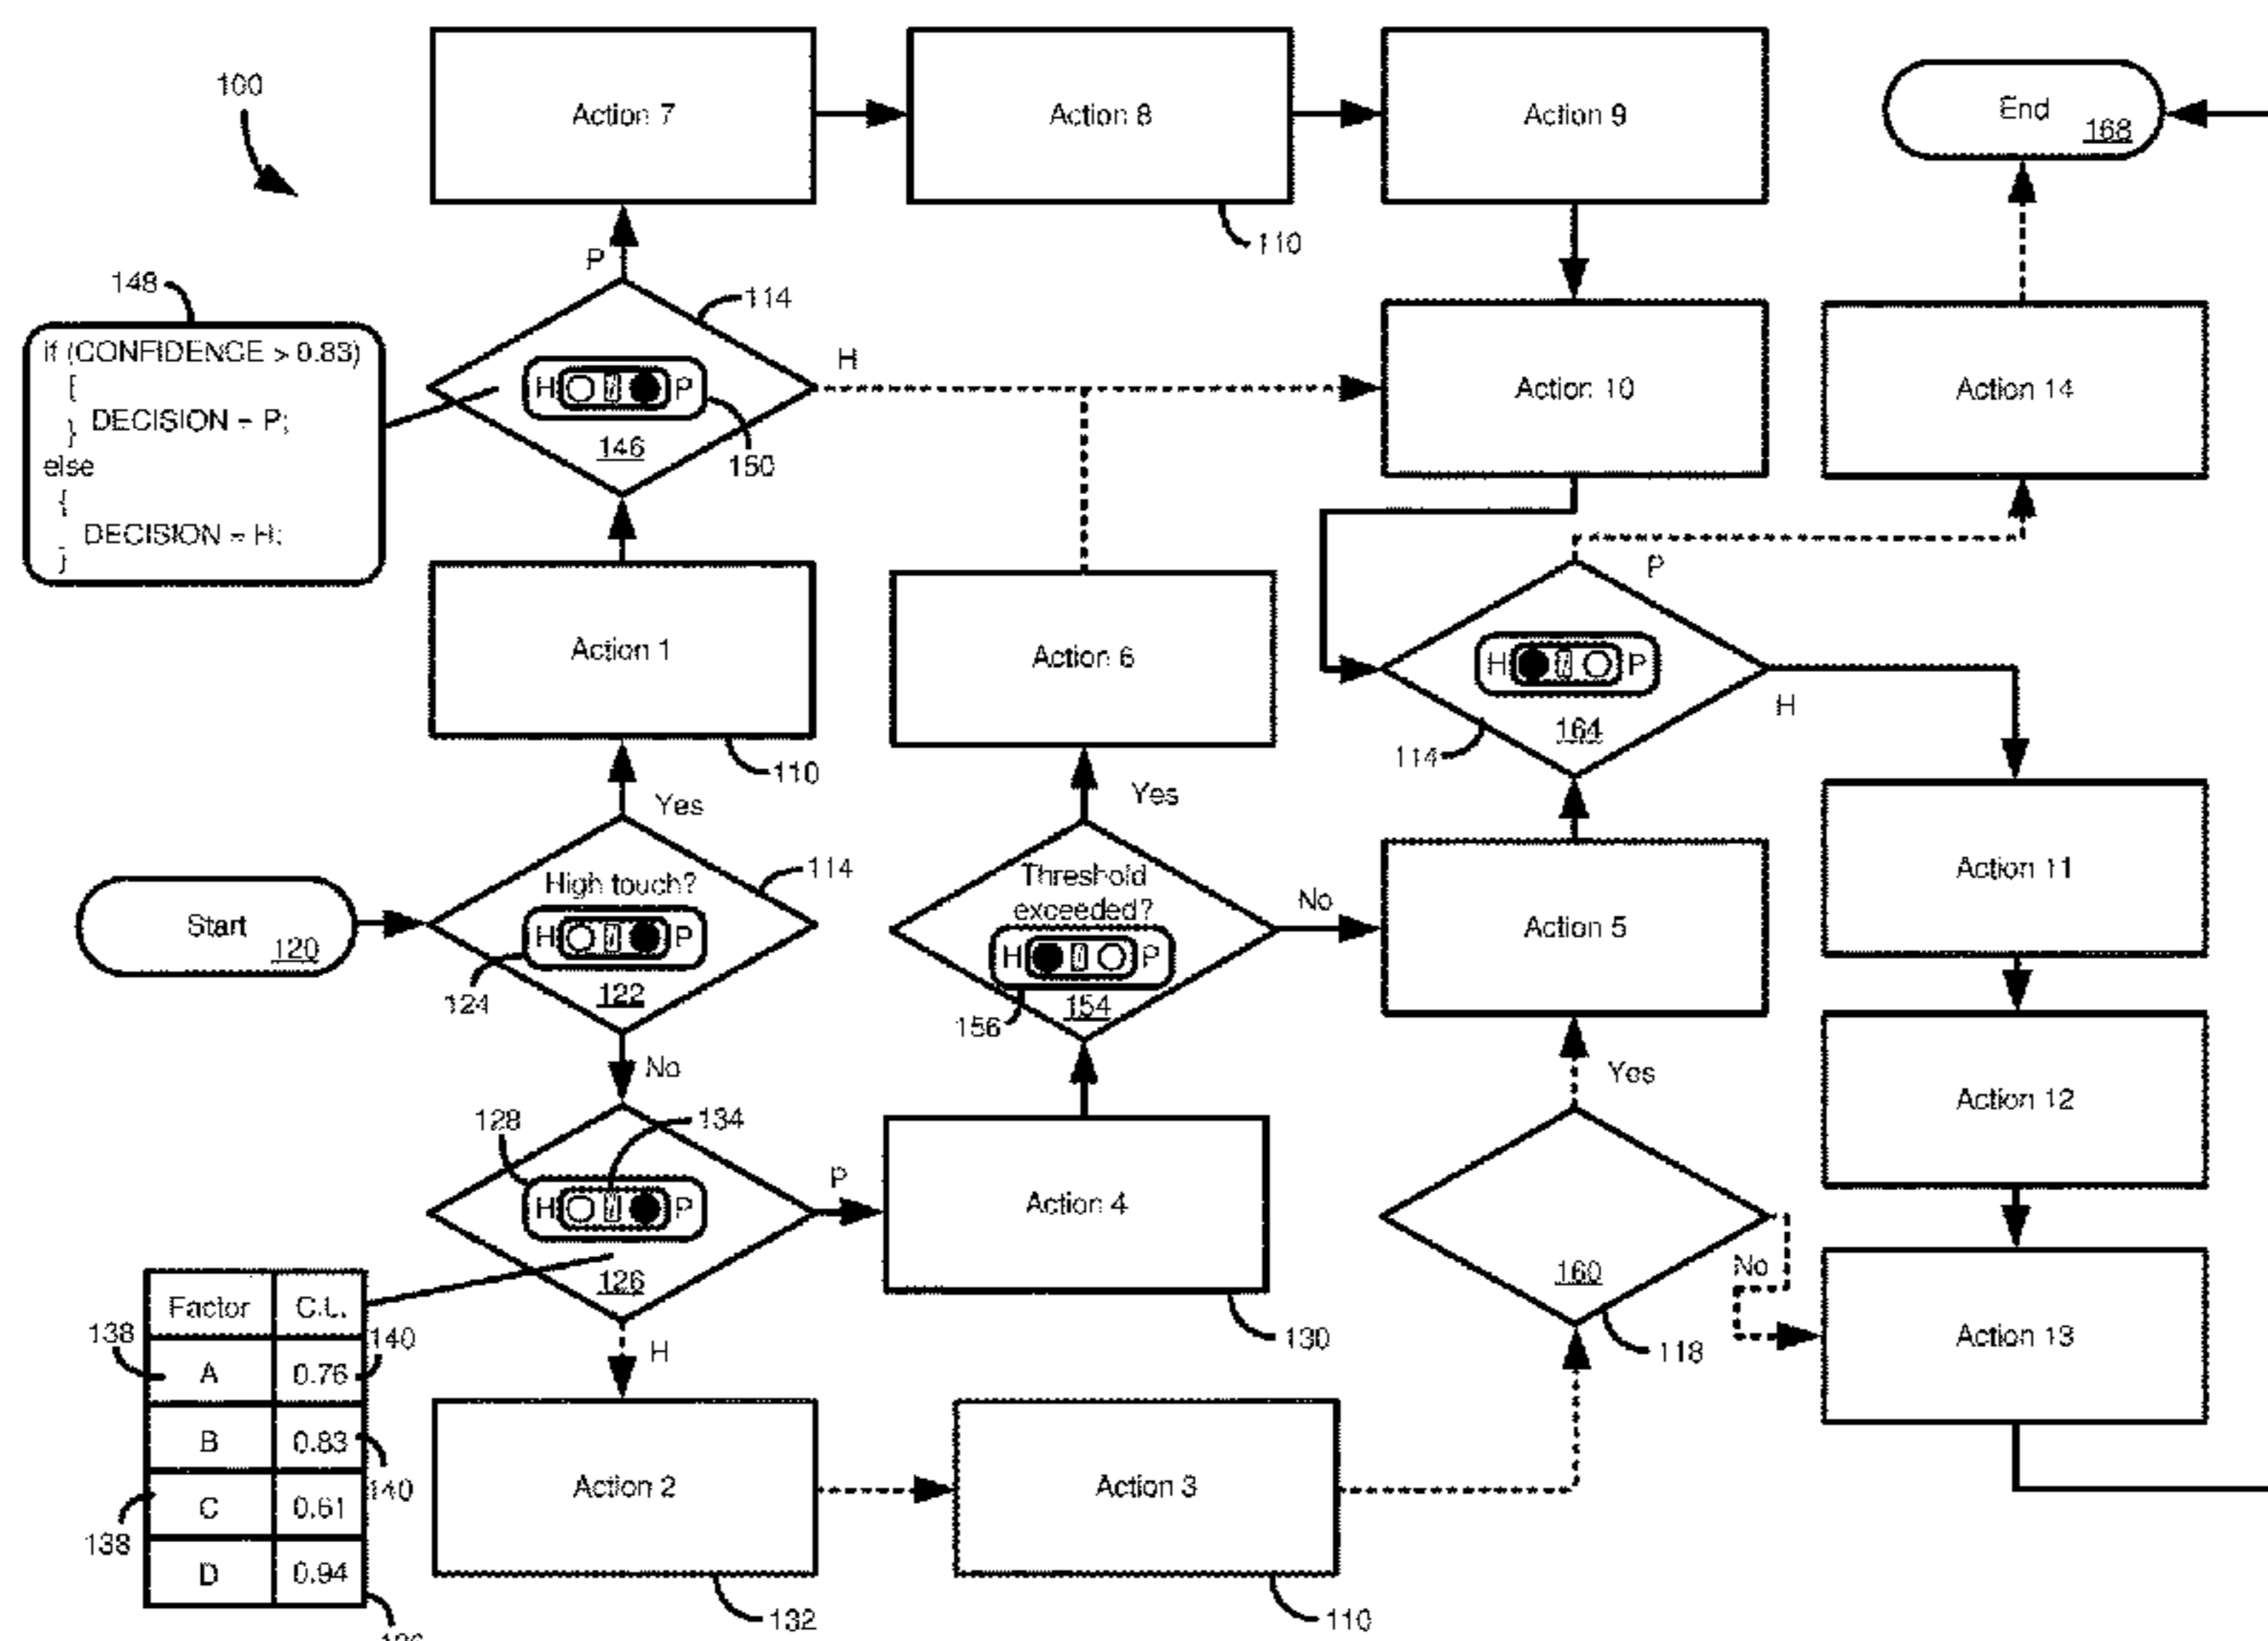 100
Action 7
Action 8
Action 9
End
168
110
P
148
114
if (CONFIDENCE > 0.83)
{
DECISION = P;
}
else
{
DECISION = H;
}
H P
146
150
H
Action 10
Action 14
P
Action 1
110
Action 6
H P
164
114
H
Yes
Yes
Start
120
High touch?
H P
122
124
114
Threshold
exceeded?
H P
154
156
No
Action 5
Action 11
No
128
134
H P
126
P
Action 4
130
Yes
Action 12
160
118
No
Action 13
H
Factor C.L.
A 0.76
B 0.83
C 0.61
D 0.94
138
140
140
138
Action 2
132
Action 3
110